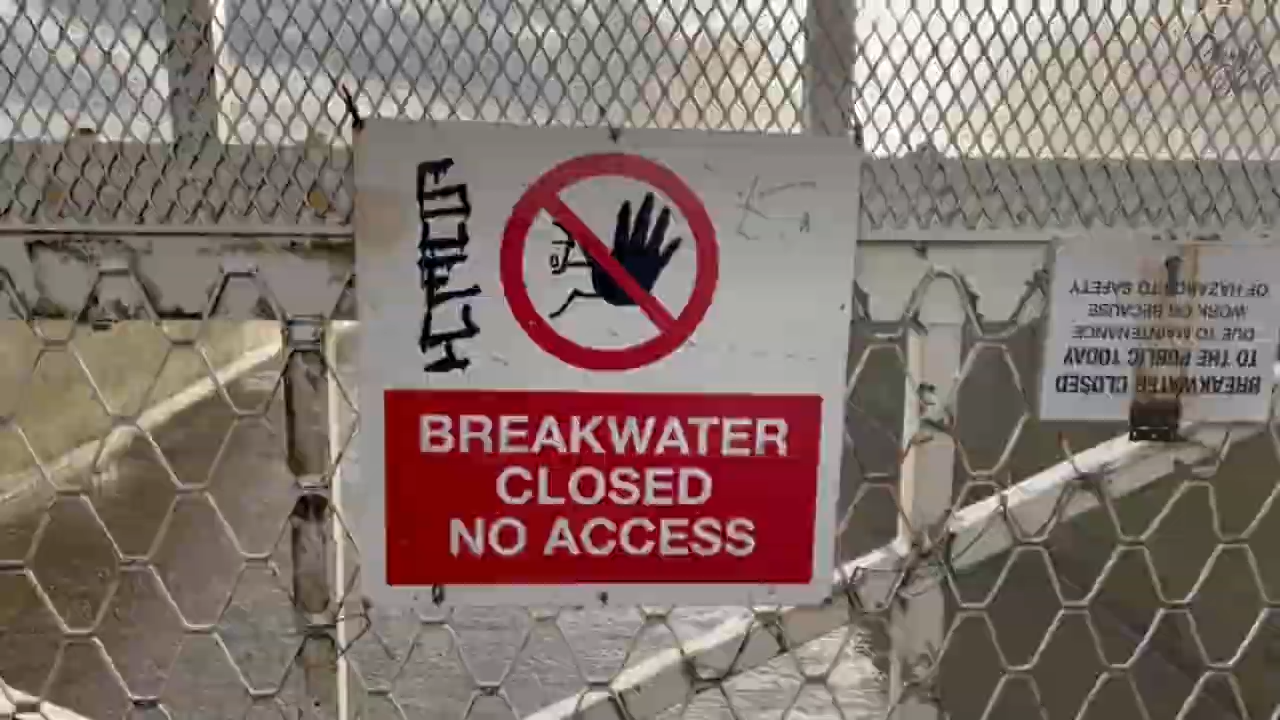 BREAKWATER
CLOSED
NO ACCESS
BREAKWATER CLOSED
TO THE PUBLIC TODAY
DUE TO MAINTENANCE
WORK OR BECAUSE
OF HAZARDS TO SAFETY